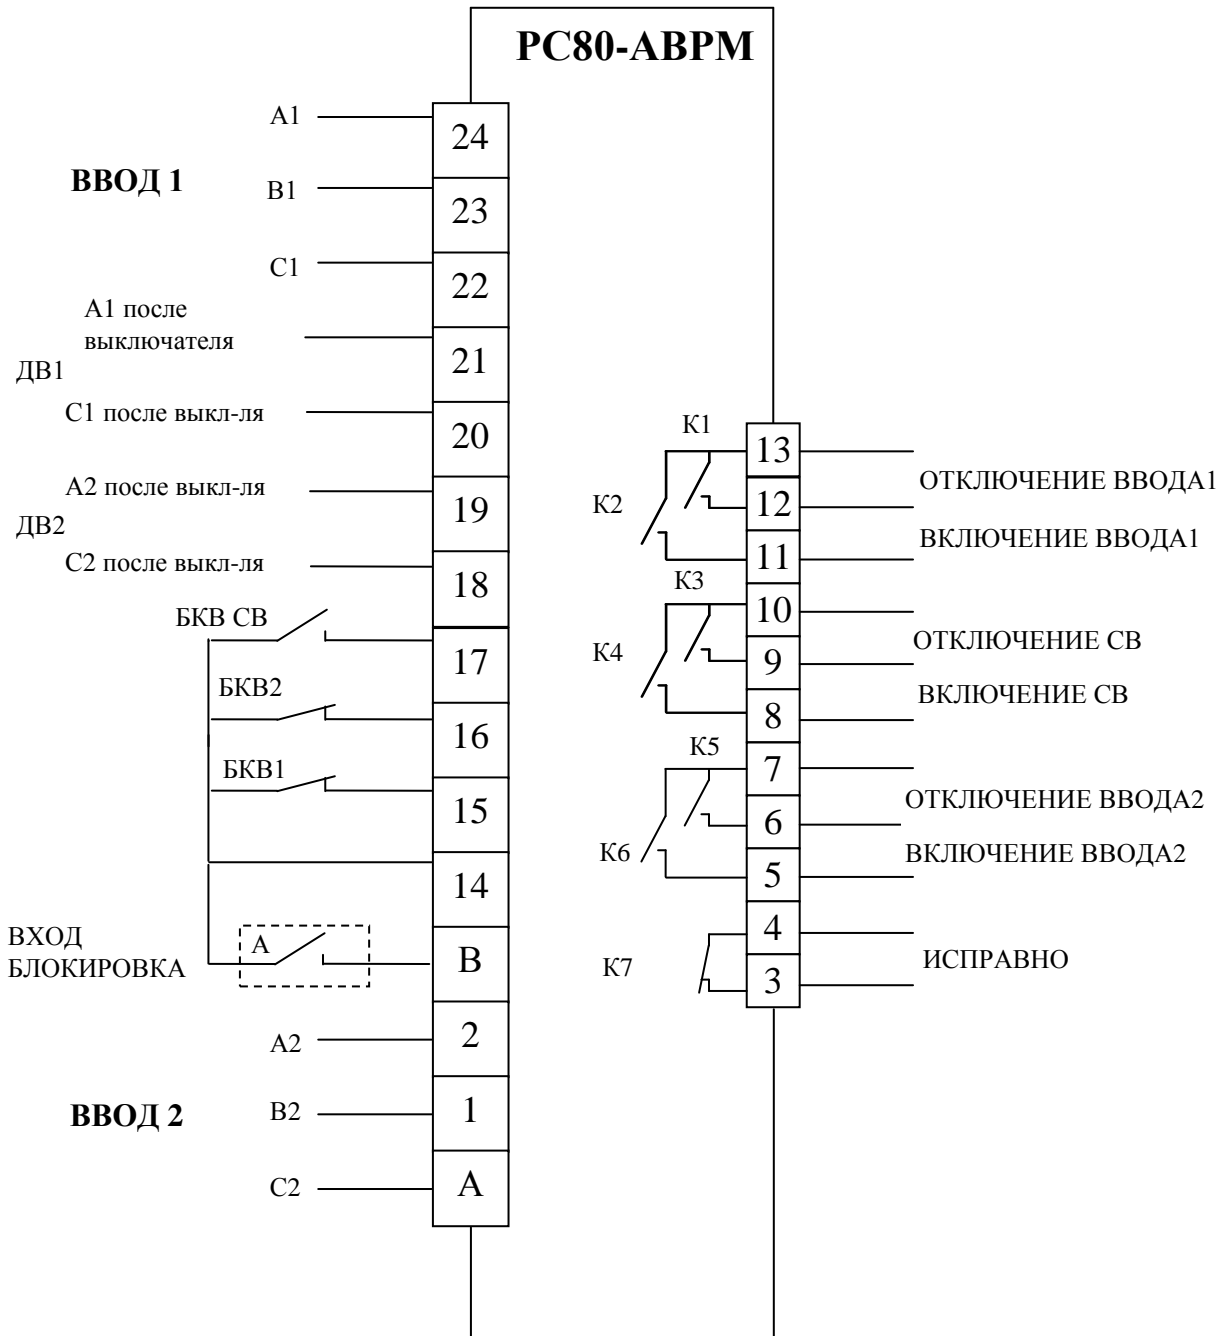 РС80-АВРМ
А1
24
ВВОД 1
В1
23
С1
22
А1 после
выключателя
21
ДВ1
С1 после выкл-ля
20
А2 после выкл-ля
19
ДВ2
С2 после выкл-ля
18
БКВ СВ
17
БКВ2
16
БКВ1
15
14
ВХОД
БЛОКИРОВКА
А
В
А2
2
ВВОД 2
В2
1
С2
А
К1
13
ОТКЛЮЧЕНИЕ ВВОДА1
К2
12
ВКЛЮЧЕНИЕ ВВОДА1
11
К3
10
ОТКЛЮЧЕНИЕ СВ
К4
9
ВКЛЮЧЕНИЕ СВ
8
К5
7
ОТКЛЮЧЕНИЕ ВВОДА2
6
К6
ВКЛЮЧЕНИЕ ВВОДА2
5
4
К7
ИСПРАВНО
3